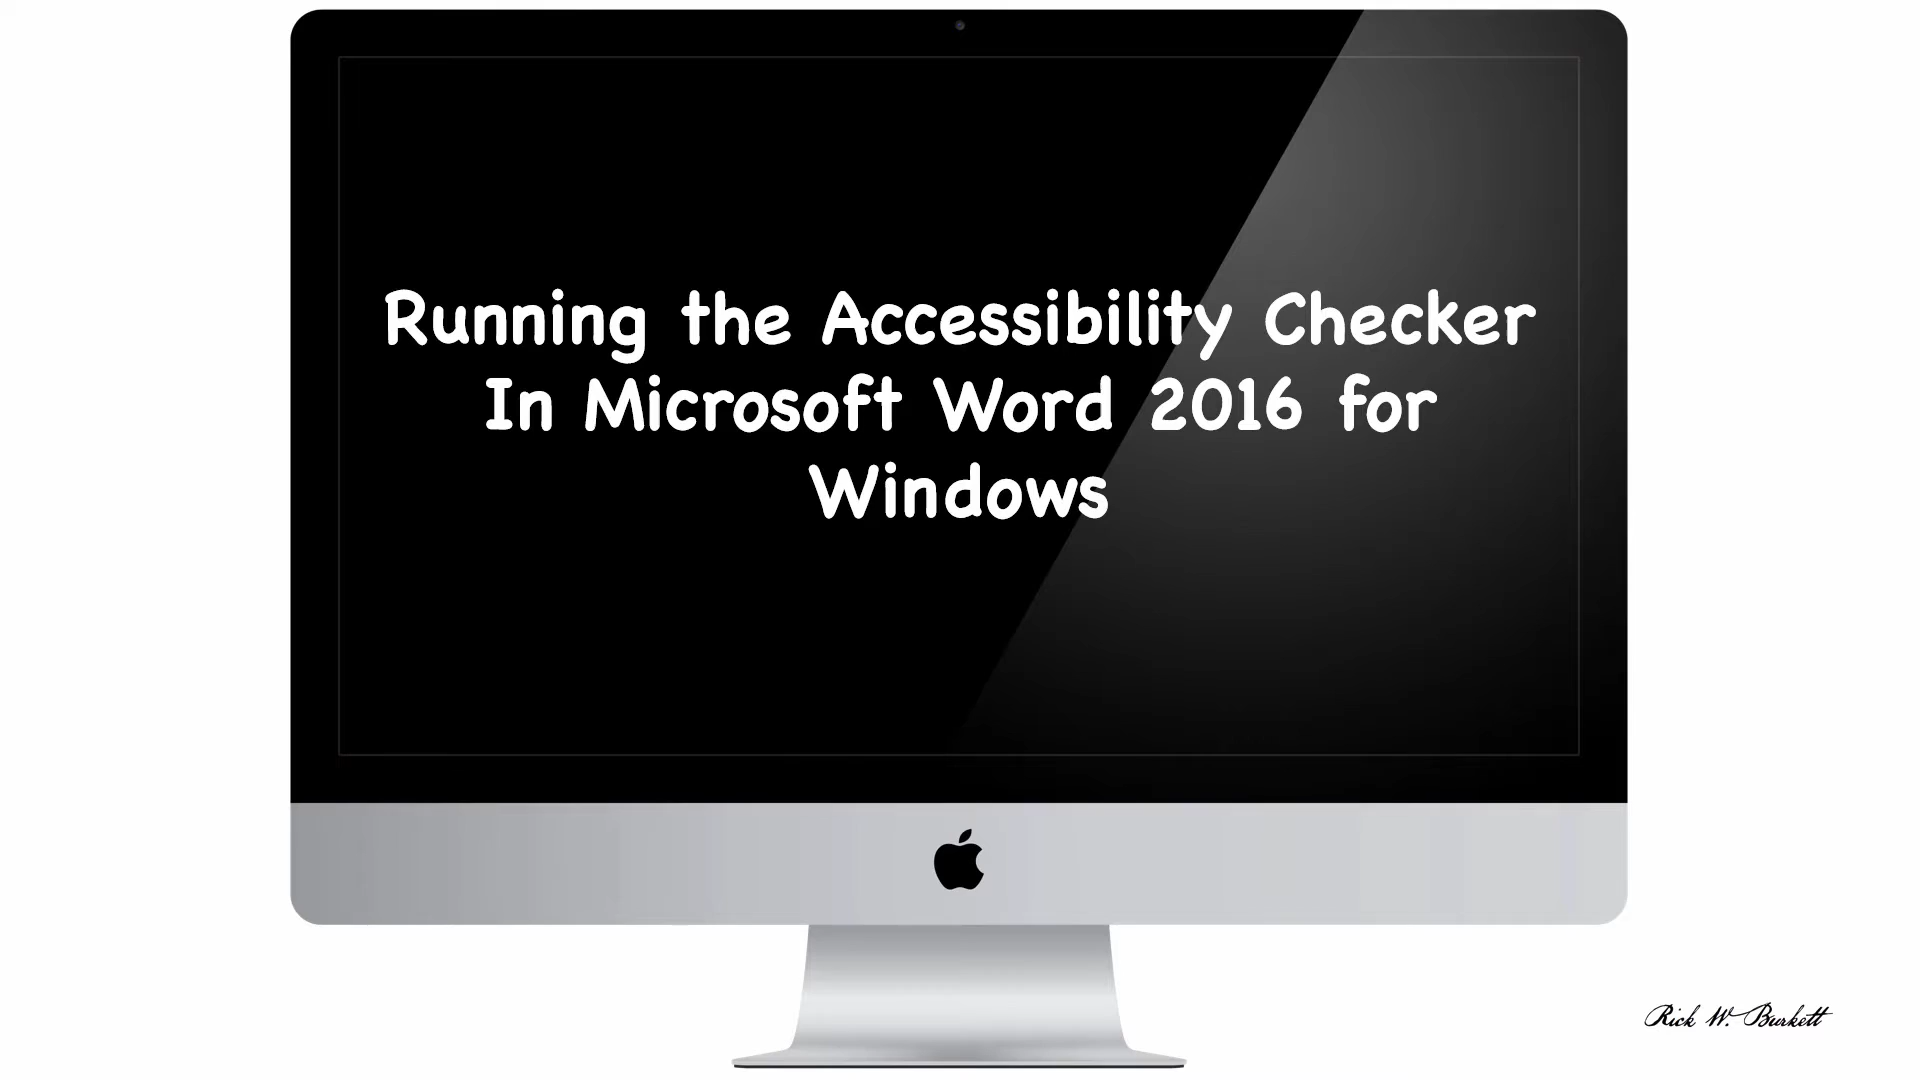 Running the Accessibility Checker
In Microsoft Word 2016 for
Windows
Rick W. Burkett